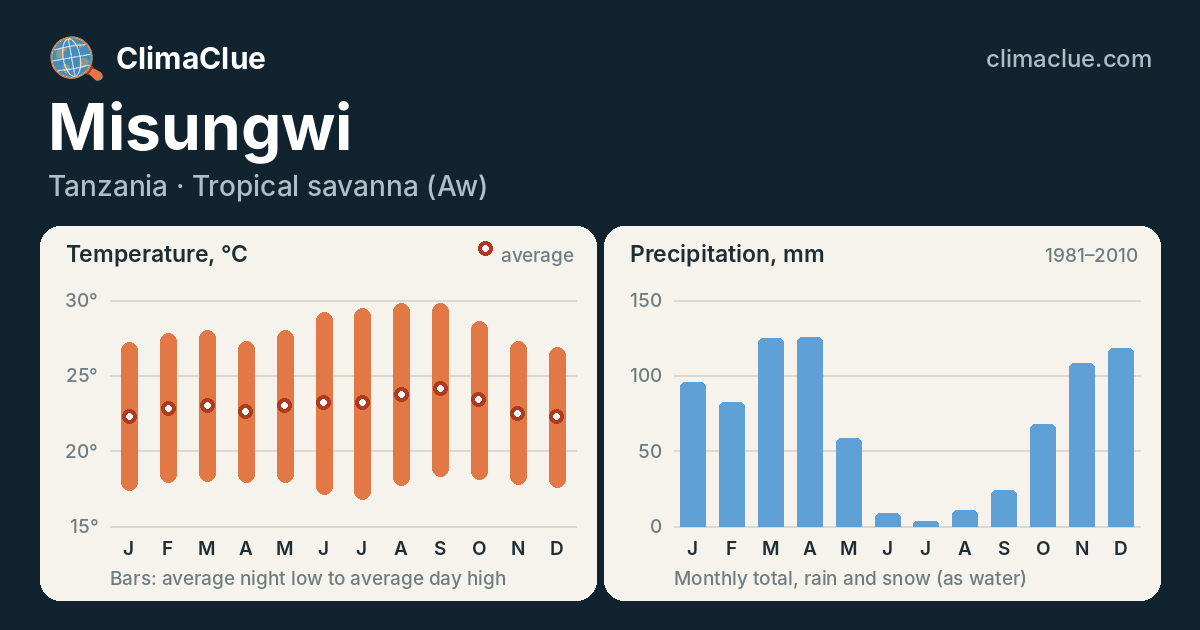 ClimaClue
climaclue.com
Misungwi
Tanzania · Tropical savanna (Aw)
Temperature, °C
average
30°
25°
20°
15°
J F M A M J J A S O N D
Bars: average night low to average day high
Precipitation, mm
1981–2010
150
100
50
0
J F M A M J J A S O N D
Monthly total, rain and snow (as water)